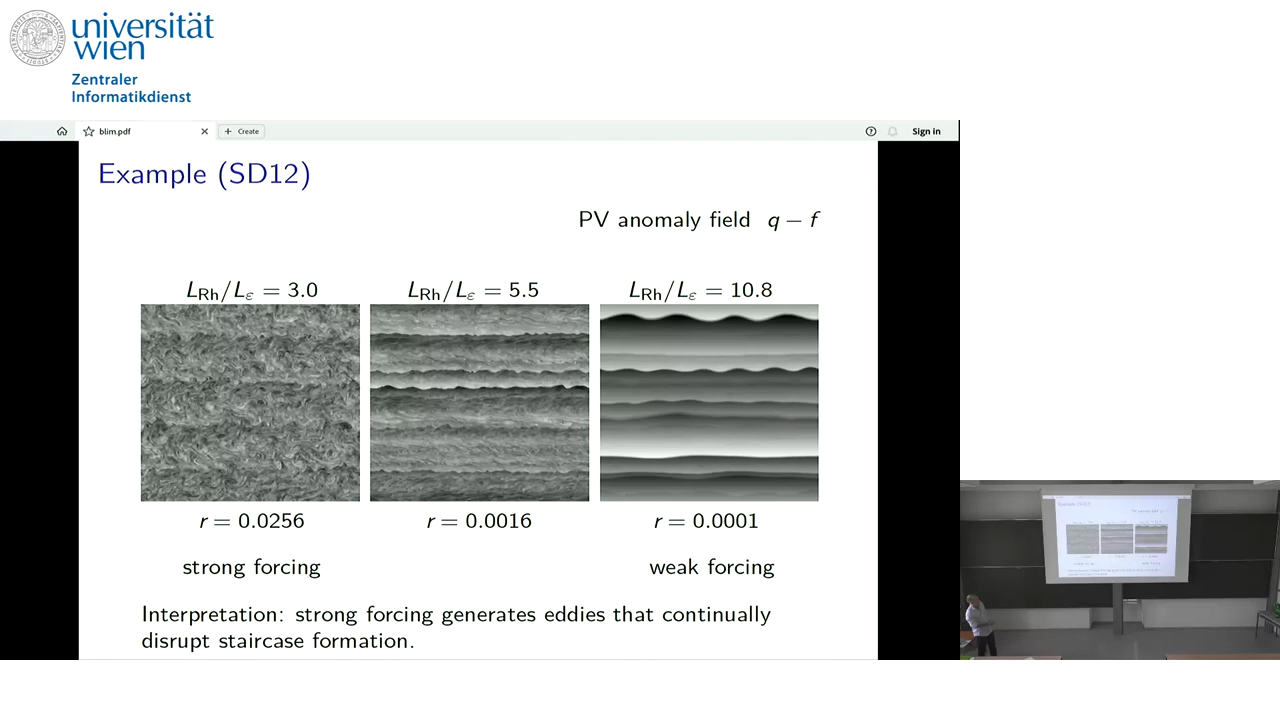 universität
wien
Zentraler
Informatikdienst
blim.pdf
Create
Sign in
Example (SD12)
PV anomaly field q − f
L_Rh/L_ε = 3.0
L_Rh/L_ε = 5.5
L_Rh/L_ε = 10.8
r = 0.0256
r = 0.0016
r = 0.0001
strong forcing
weak forcing
Interpretation: strong forcing generates eddies that continually
disrupt staircase formation.